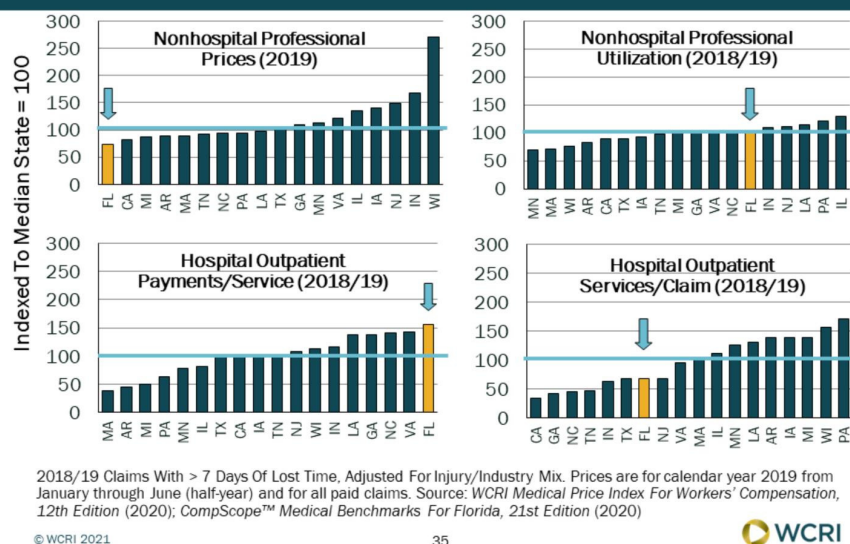 Indexed To Median State = 100
Nonhospital Professional
Prices (2019)
300
250
200
150
100
50
0
FL CA MI AR MA TN NC PA LA TX GA MN VA IL IA NJ IN WI
Nonhospital Professional
Utilization (2018/19)
300
250
200
150
100
50
0
MN MA WI AR CA TX IA TN MI GA VA NC FL IN NJ LA PA IL
Hospital Outpatient
Payments/Service (2018/19)
300
250
200
150
100
50
0
MA AR MI PA MN IL TX CA IA TN NJ WI IN LA GA NC VA FL
Hospital Outpatient
Services/Claim (2018/19)
300
250
200
150
100
50
0
CA GA NC TN IN TX FL NJ VA MA IL MN LA AR IA MI WI PA
2018/19 Claims With > 7 Days Of Lost Time, Adjusted For Injury/Industry Mix. Prices are for calendar year 2019 from
January through June (half-year) and for all paid claims. Source: WCRI Medical Price Index For Workers' Compensation,
12th Edition (2020); CompScope™ Medical Benchmarks For Florida, 21st Edition (2020)
© WCRI 2021
35
WCRI